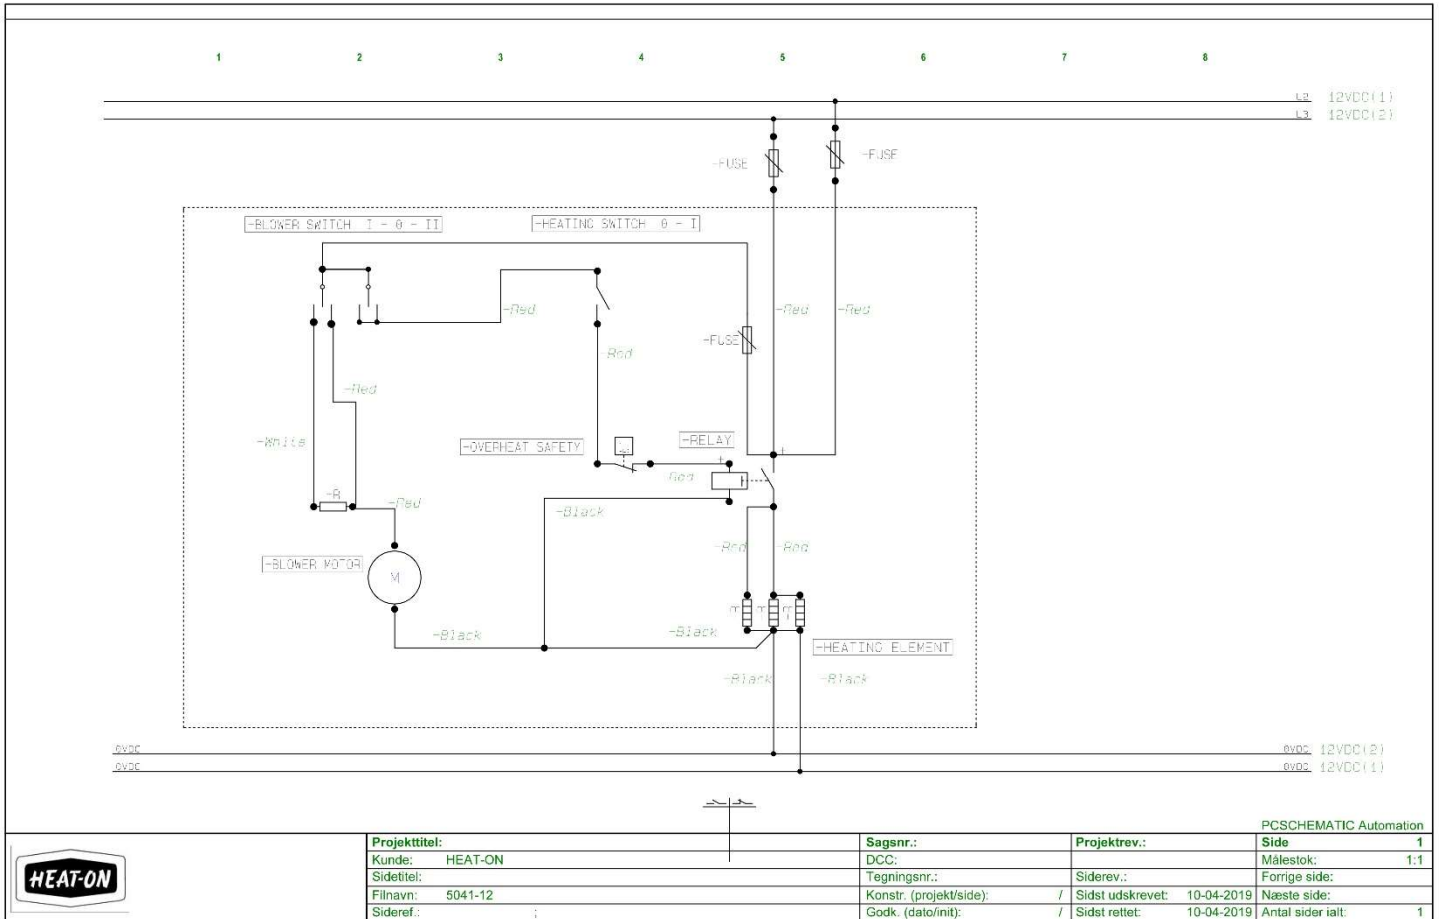 1 2 3 4 5 6 7 8
L2 12VDC(1)
L3 12VDC(2)
-FUSE
-FUSE
-BLOWER SWITCH I - 0 - II
-HEATING SWITCH 0 - I
-Red
-Red
-Red
-FUSE
-Red
-Red
-White
-OVERHEAT SAFETY
-RELAY
+
+
Red
-R
-Red
-Black
-Red
-Red
-BLOWER MOTOR
M
-Black
-Black
-HEATING ELEMENT
-Black
-Black
0VDC
0VDC 12VDC(2)
0VDC
0VDC 12VDC(1)
PCSCHEMATIC Automation
HEAT-ON
Projekttitel: Sagsnr.: Projektrev.: Side 1
Kunde: HEAT-ON DCC: Målestok: 1:1
Sidetitel: Tegningsnr.: Siderev.: Forrige side:
Filnavn: 5041-12 Konstr. (projekt/side): / Sidst udskrevet: 10-04-2019 Næste side:
Sideref.: ; Godk. (dato/init): / Sidst rettet: 10-04-2019 Antal sider ialt: 1